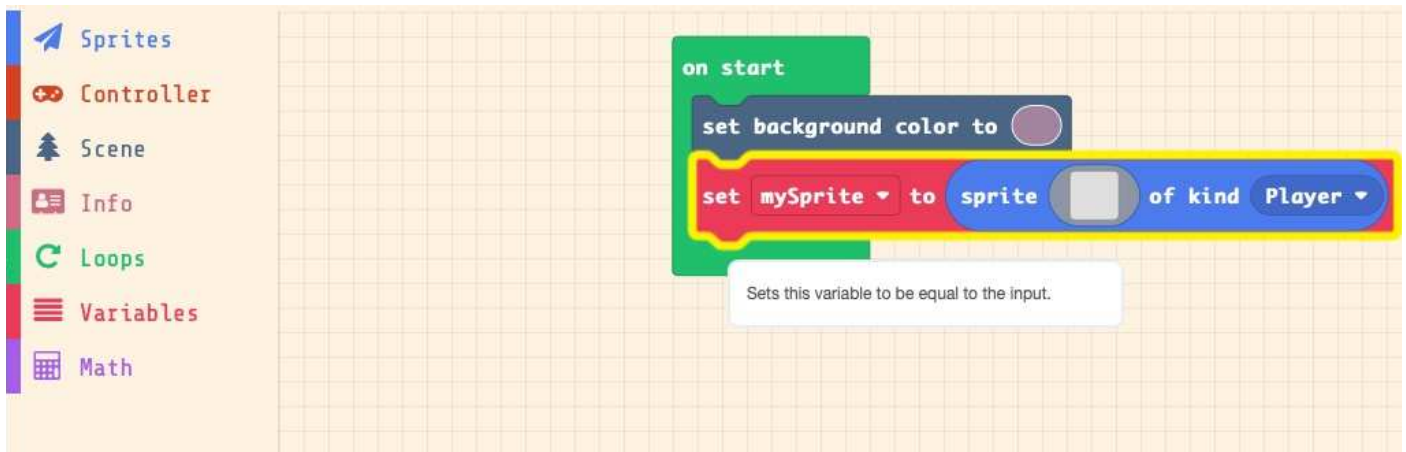 Sprites
Controller
Scene
Info
Loops
Variables
Math
on start
set background color to
set mySprite to sprite of kind Player
Sets this variable to be equal to the input.